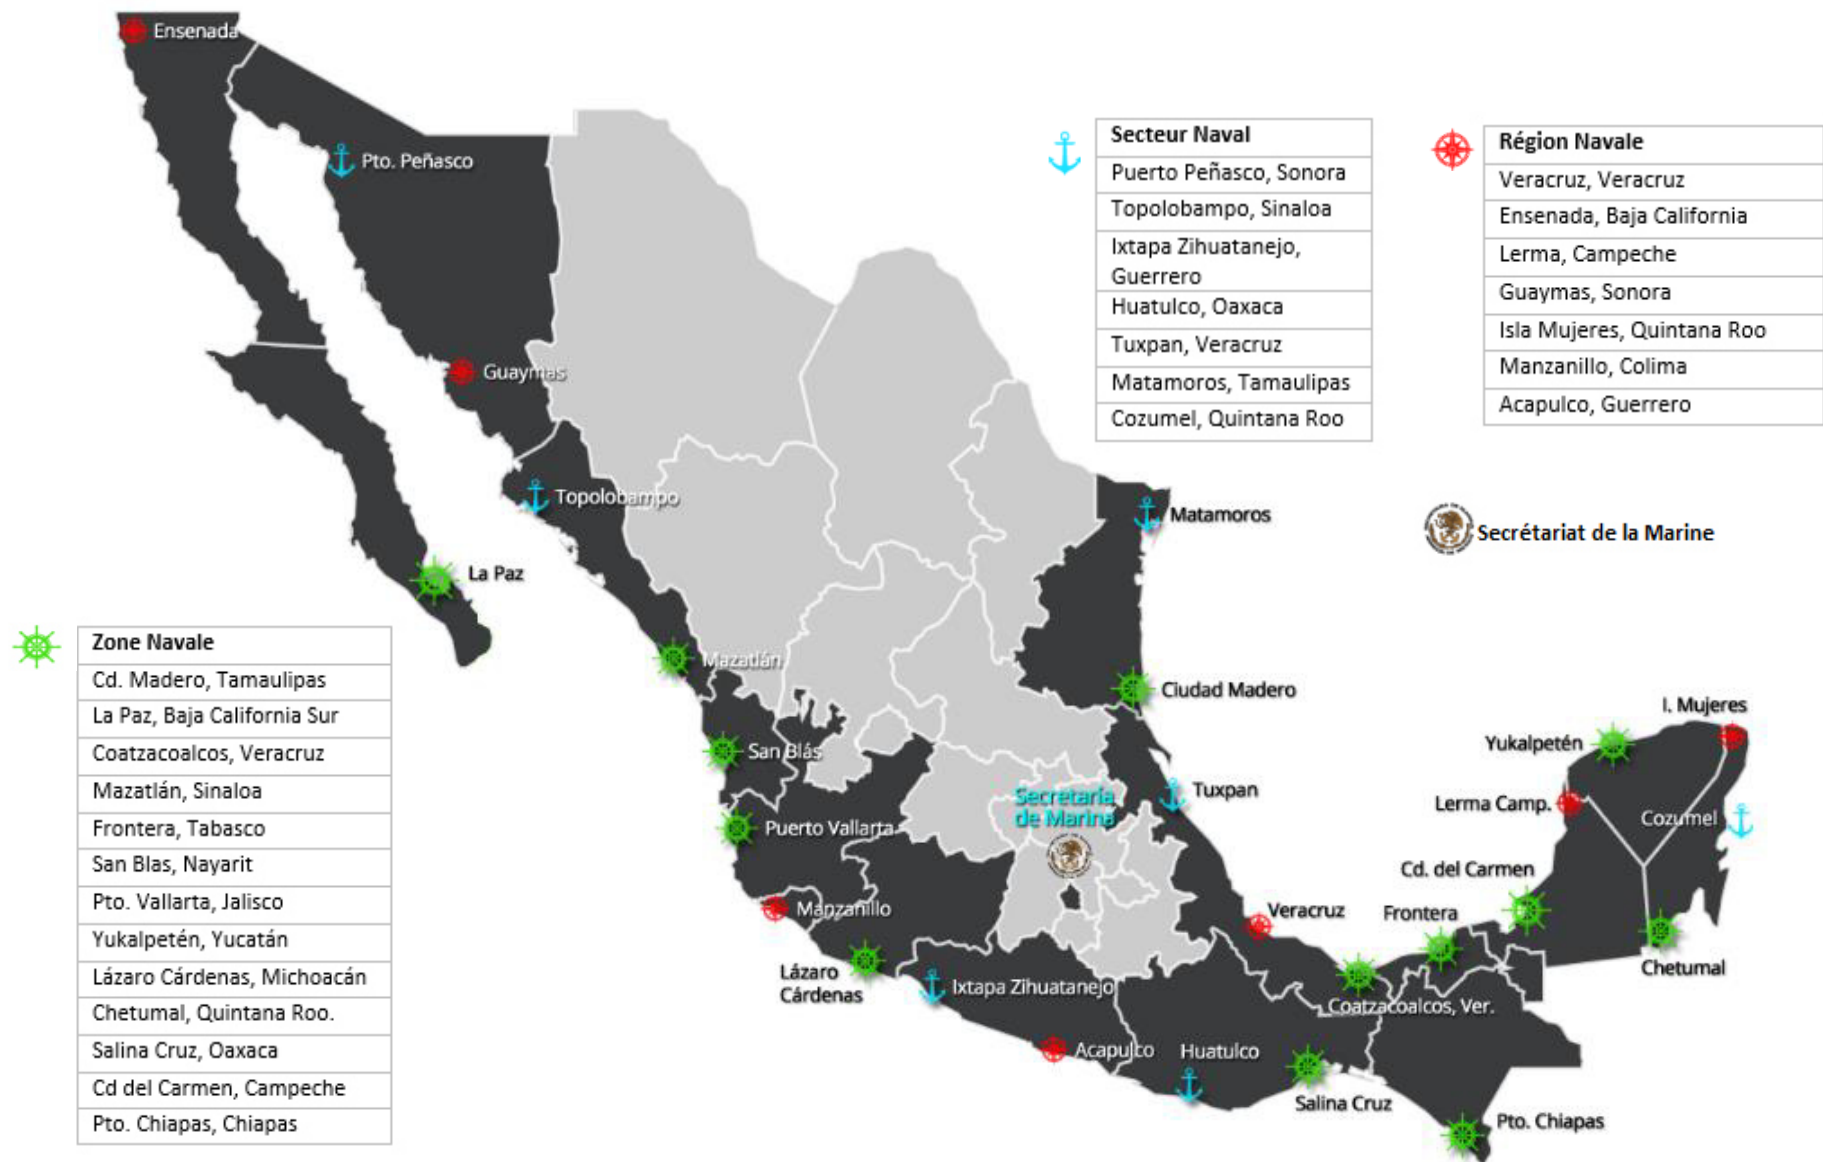 Ensenada
Pto. Peñasco
Guaymas
Topolobampo
La Paz
Mazatlán
San Blás
Puerto Vallarta
Manzanillo
Lázaro
Cárdenas
Ixtapa Zihuatanejo
Acapulco
Huatulco
Salina Cruz
Pto. Chiapas
Matamoros
Ciudad Madero
Tuxpan
Secretaría
de Marina
Veracruz
Coatzacoalcos, Ver.
Frontera
Cd. del Carmen
Lerma Camp.
Yukalpetén
I. Mujeres
Cozumel
Chetumal
Secteur Naval
Puerto Peñasco, Sonora
Topolobampo, Sinaloa
Ixtapa Zihuatanejo,
Guerrero
Huatulco, Oaxaca
Tuxpan, Veracruz
Matamoros, Tamaulipas
Cozumel, Quintana Roo
Région Navale
Veracruz, Veracruz
Ensenada, Baja California
Lerma, Campeche
Guaymas, Sonora
Isla Mujeres, Quintana Roo
Manzanillo, Colima
Acapulco, Guerrero
Secrétariat de la Marine
Zone Navale
Cd. Madero, Tamaulipas
La Paz, Baja California Sur
Coatzacoalcos, Veracruz
Mazatlán, Sinaloa
Frontera, Tabasco
San Blas, Nayarit
Pto. Vallarta, Jalisco
Yukalpetén, Yucatán
Lázaro Cárdenas, Michoacán
Chetumal, Quintana Roo.
Salina Cruz, Oaxaca
Cd del Carmen, Campeche
Pto. Chiapas, Chiapas